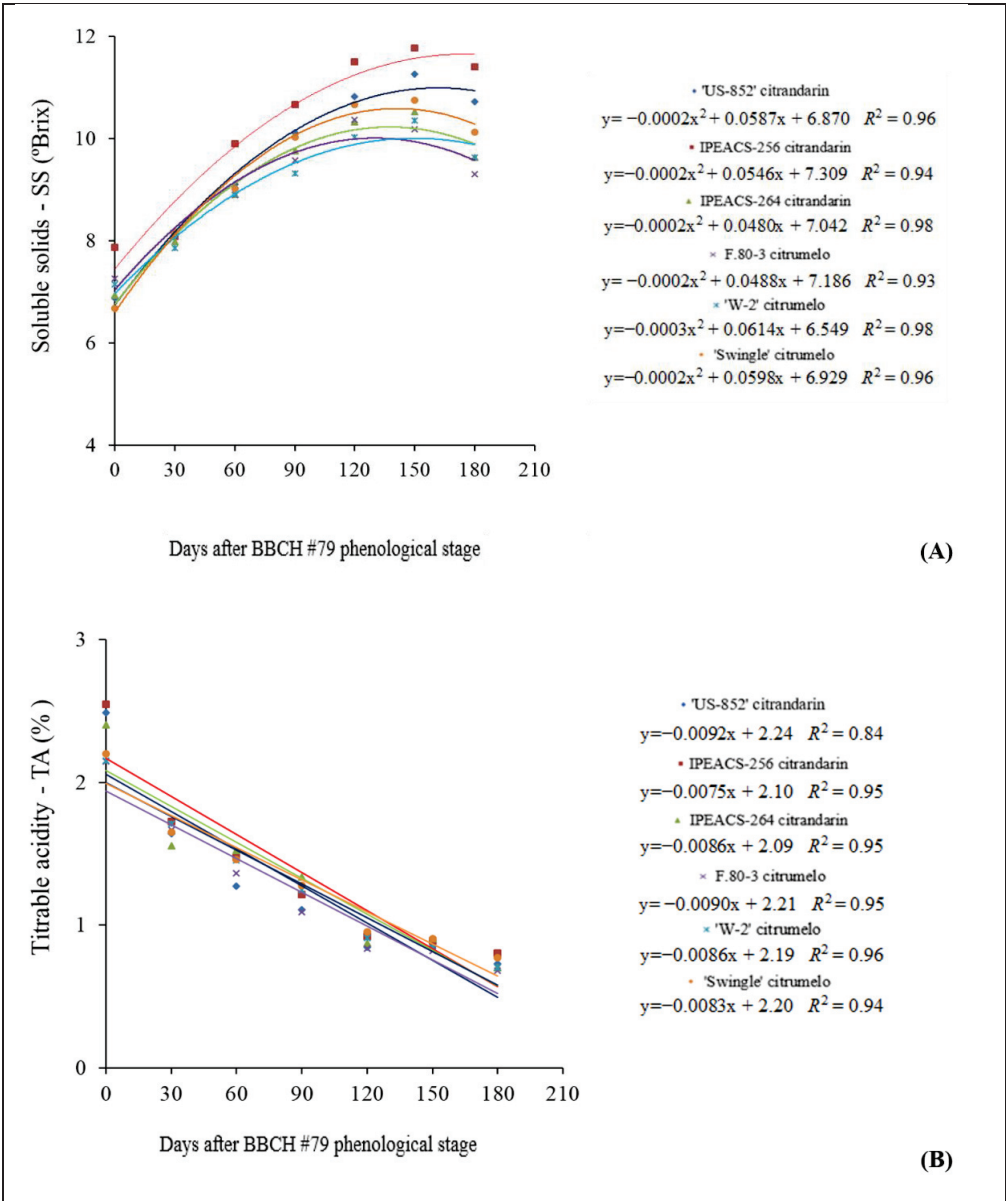 12
10
8
6
4
0 30 60 90 120 150 180 210
Soluble solids - SS (ºBrix)
Days after BBCH #79 phenological stage
'US-852' citrandarin
y= −0.0002x² + 0.0587x + 6.870 R² = 0.96
IPEACS-256 citrandarin
y=−0.0002x² + 0.0546x + 7.309 R² = 0.94
IPEACS-264 citrandarin
y=−0.0002x² + 0.0480x + 7.042 R² = 0.98
F.80-3 citrumelo
y=−0.0002x² + 0.0488x + 7.186 R² = 0.93
'W-2' citrumelo
y=−0.0003x² + 0.0614x + 6.549 R² = 0.98
'Swingle' citrumelo
y=−0.0002x² + 0.0598x + 6.929 R² = 0.96
(A)
3
2
1
0
0 30 60 90 120 150 180
Titrable acidity - TA (% )
Days after BBCH #79 phenological stage
'US-852' citrandarin
y=−0.0092x + 2.24 R² = 0.84
IPEACS-256 citrandarin
y=−0.0075x + 2.10 R² = 0.95
IPEACS-264 citrandarin
y=−0.0086x + 2.09 R² = 0.95
F.80-3 citrumelo
y=−0.0090x + 2.21 R² = 0.95
'W-2' citrumelo
y=−0.0086x + 2.19 R² = 0.96
'Swingle' citrumelo
y=−0.0083x + 2.20 R² = 0.94
(B)